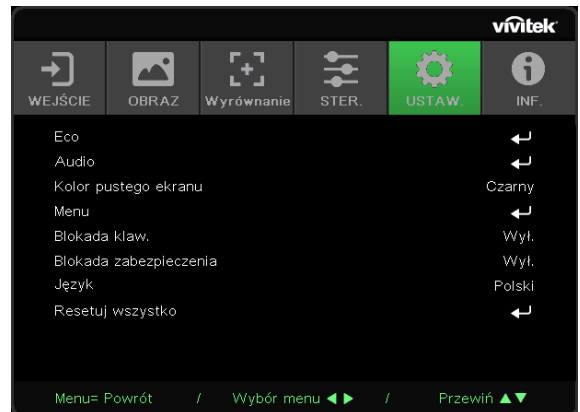 vivitek
WEJŚCIE OBRAZ Wyrównanie STER. USTAW. INF.
Eco
Audio
Kolor pustego ekranu Czarny
Menu
Blokada klaw. Wył.
Blokada zabezpieczenia Wył.
Język Polski
Resetuj wszystko
Menu= Powrót / Wybór menu ◀ ▶ / Przewiń ▲▼